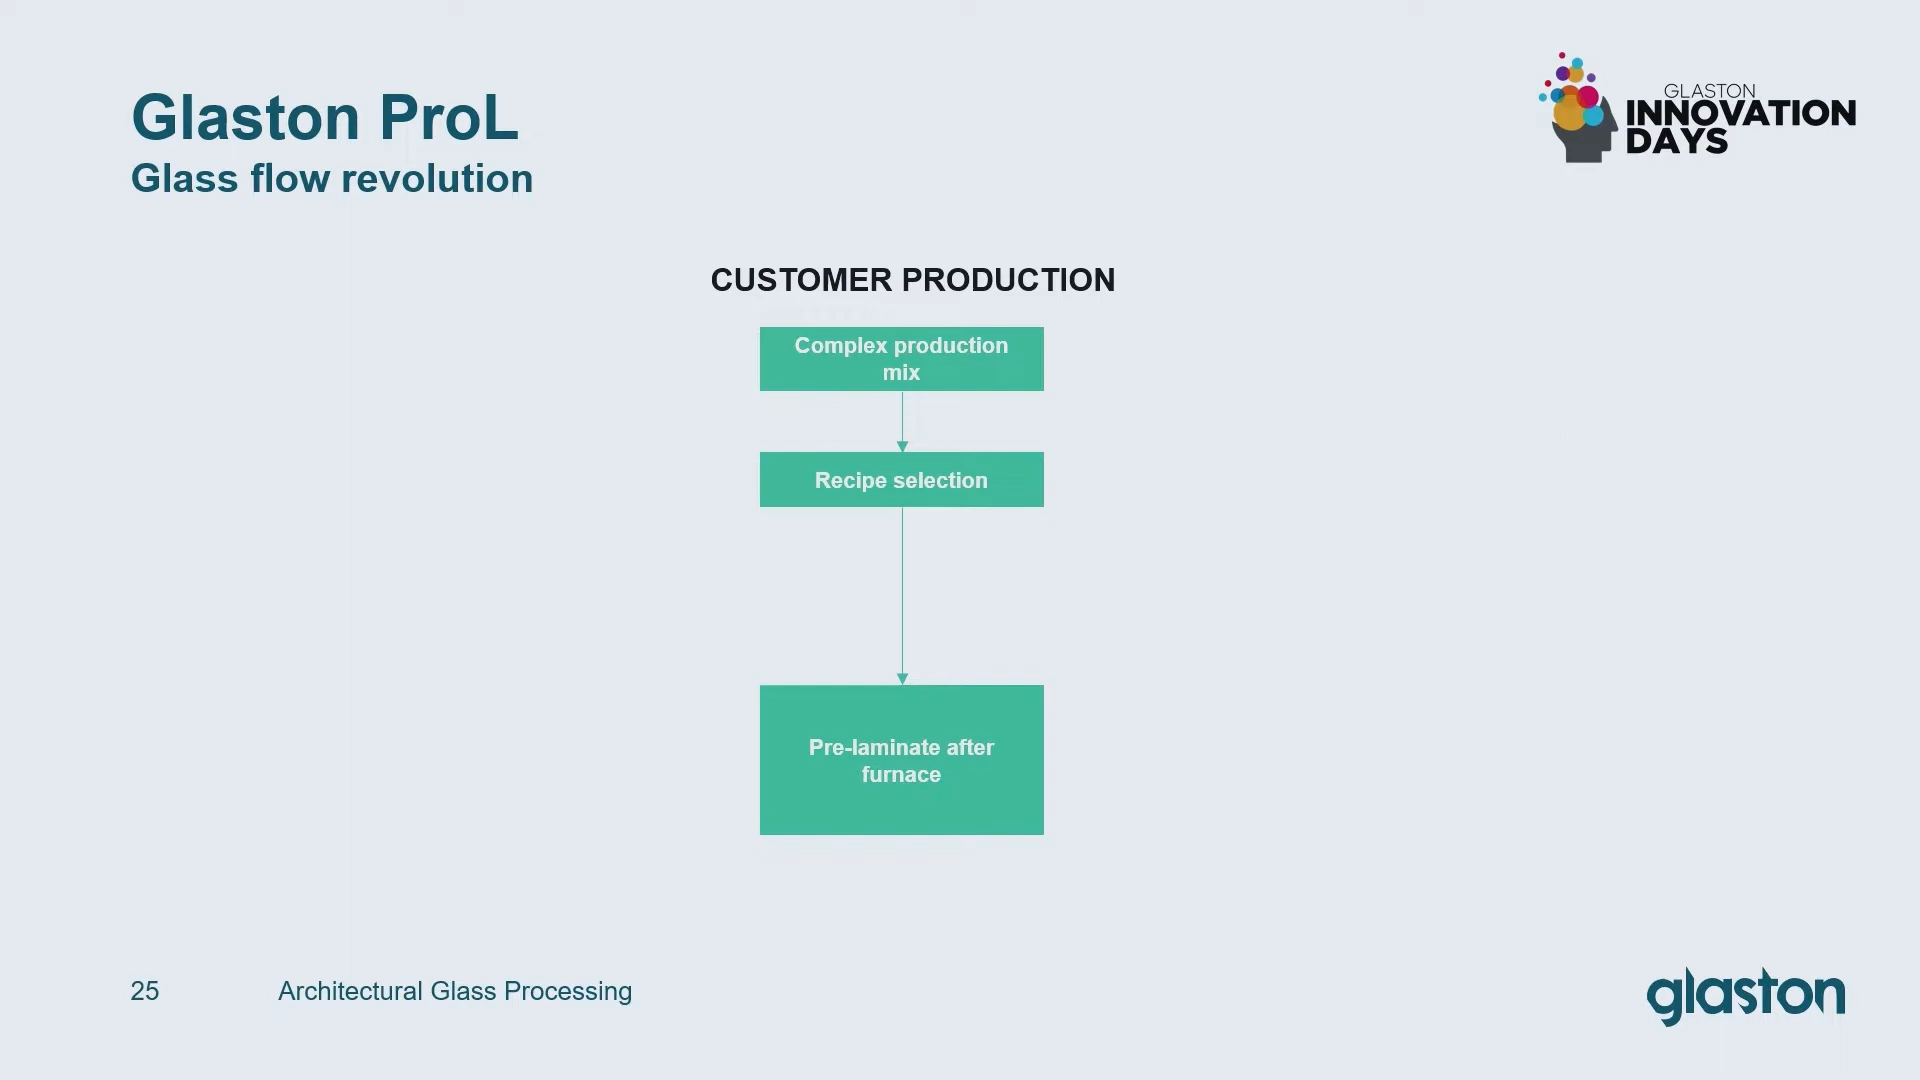 Glaston ProL
Glass flow revolution
GLASTON
INNOVATION
DAYS
CUSTOMER PRODUCTION
Complex production
mix
Recipe selection
Pre-laminate after
furnace
25
Architectural Glass Processing
glaston